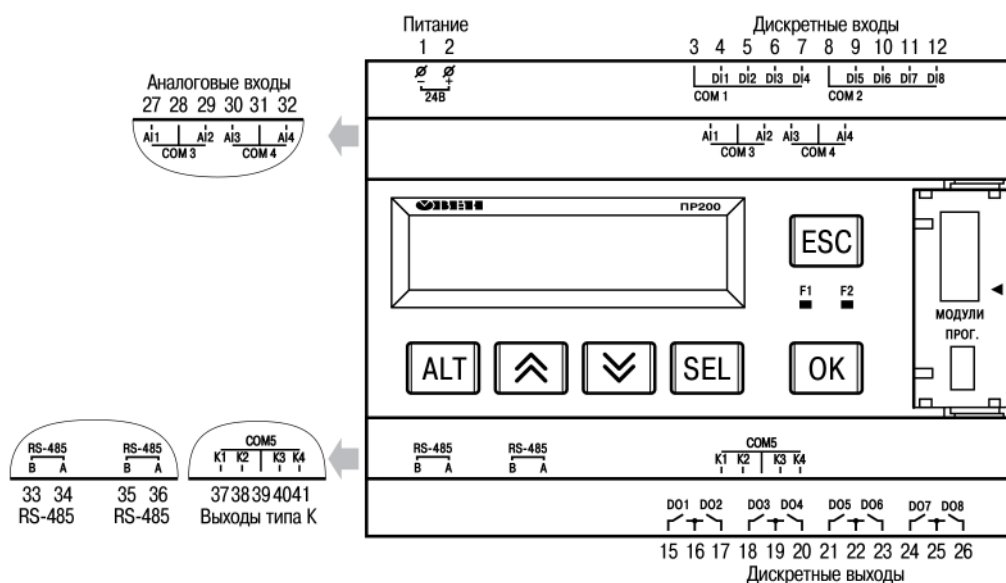 Питание
Дискретные входы
1 2
3 4 5 6 7 8 9 10 11 12
− +
24В
DI1 DI2 DI3 DI4 DI5 DI6 DI7 DI8
COM 1 COM 2
Аналоговые входы
27 28 29 30 31 32
AI1 AI2 AI3 AI4
COM 3 COM 4
AI1 AI2 AI3 AI4
COM 3 COM 4
ОВЕН ПР200
ESC
F1 F2
МОДУЛИ
ПРОГ.
ALT SEL OK
RS-485 RS-485
B A B A
33 34 35 36
RS-485 RS-485
COM5
K1 K2 K3 K4
37 38 39 40 41
Выходы типа К
RS-485 RS-485
B A B A
COM5
K1 K2 K3 K4
DO1 DO2 DO3 DO4 DO5 DO6 DO7 DO8
15 16 17 18 19 20 21 22 23 24 25 26
Дискретные выходы